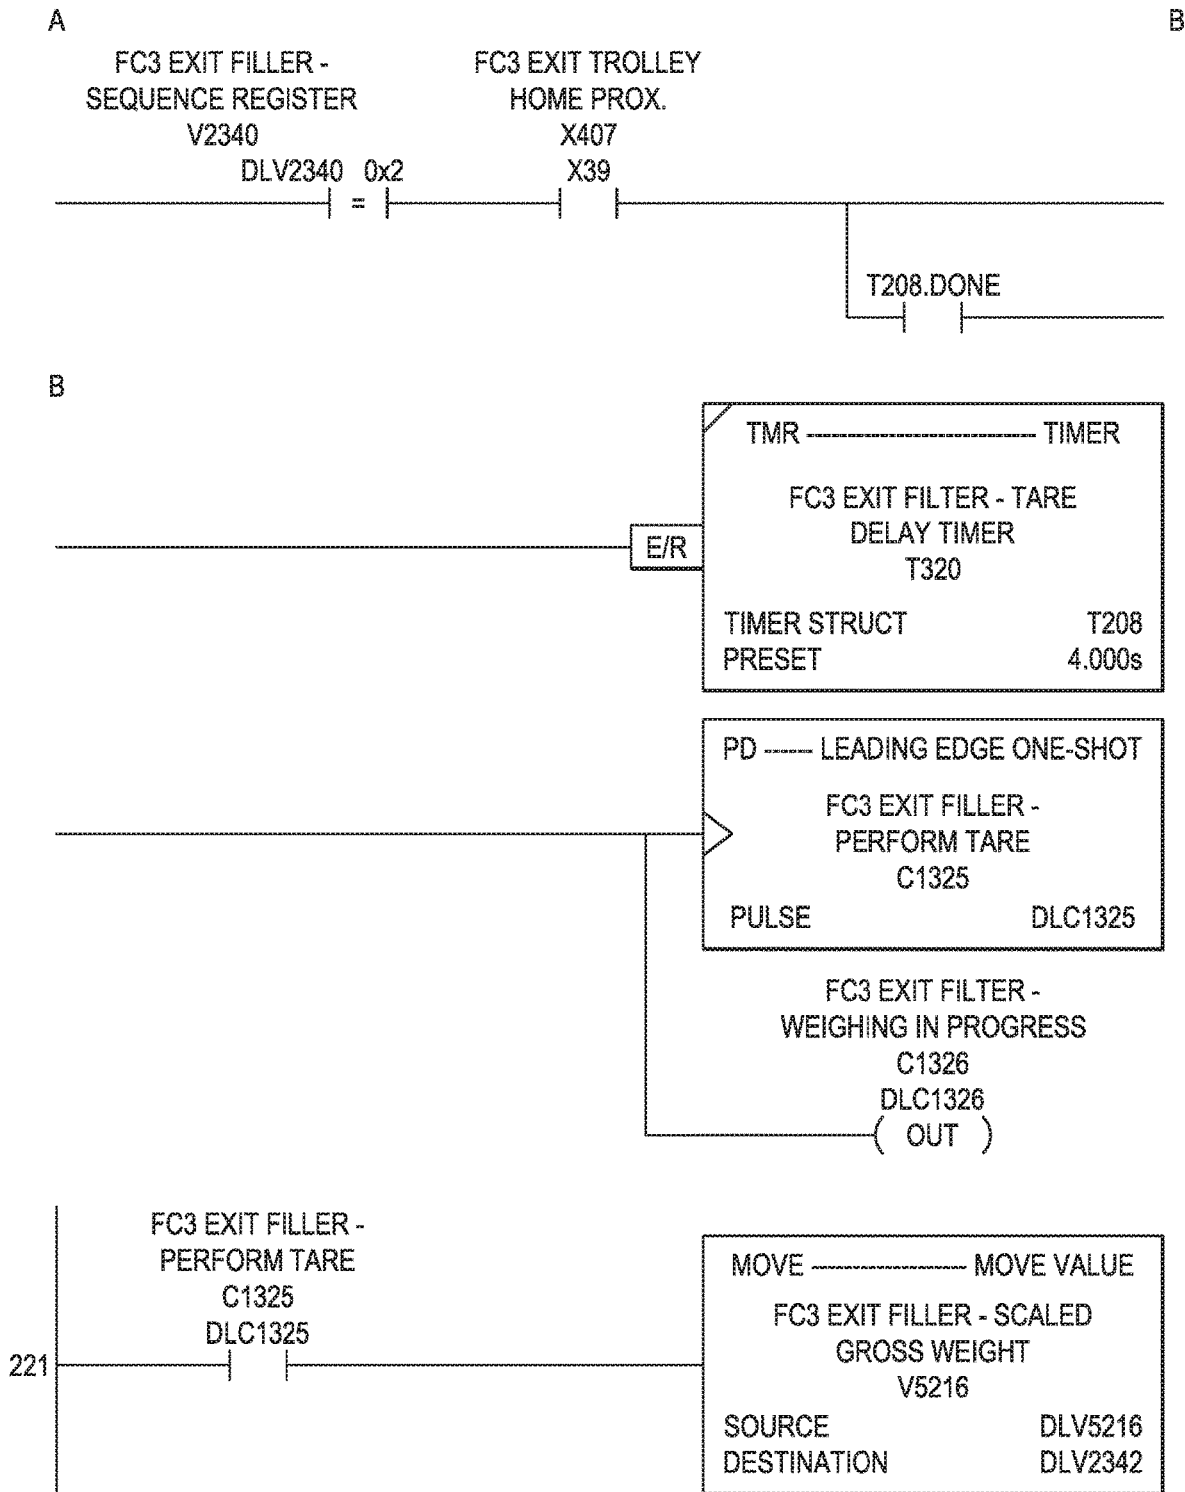 A
B
FC3 EXIT FILLER -
SEQUENCE REGISTER
V2340
DLV2340 0x2
=
FC3 EXIT TROLLEY
HOME PROX.
X407
X39
T208.DONE
B
TMR ---------- TIMER
FC3 EXIT FILTER - TARE
DELAY TIMER
T320
E/R
TIMER STRUCT T208
PRESET 4.000s
PD ------ LEADING EDGE ONE-SHOT
FC3 EXIT FILLER -
PERFORM TARE
C1325
PULSE DLC1325
FC3 EXIT FILTER -
WEIGHING IN PROGRESS
C1326
DLC1326
( OUT )
FC3 EXIT FILLER -
PERFORM TARE
C1325
DLC1325
221
MOVE ---------- MOVE VALUE
FC3 EXIT FILLER - SCALED
GROSS WEIGHT
V5216
SOURCE DLV5216
DESTINATION DLV2342